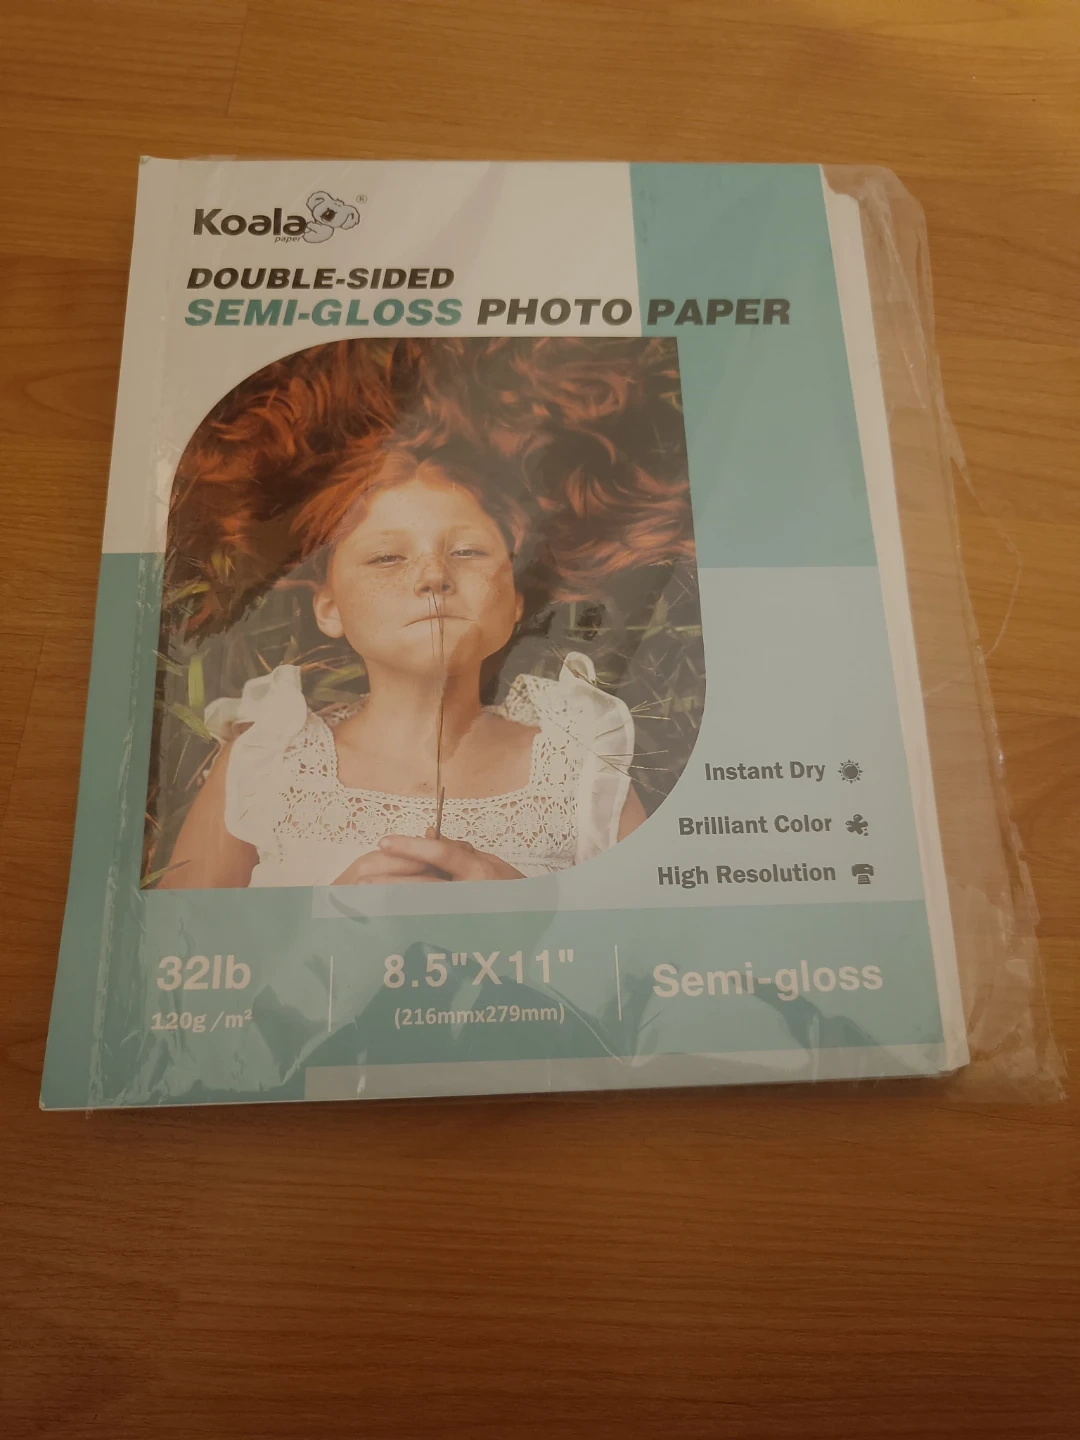 Koala®
paper
DOUBLE-SIDED
SEMI-GLOSS PHOTO PAPER
Instant Dry
Brilliant Color
High Resolution
32lb
120g/m²
8.5"X11"
(216mmx279mm)
Semi-gloss